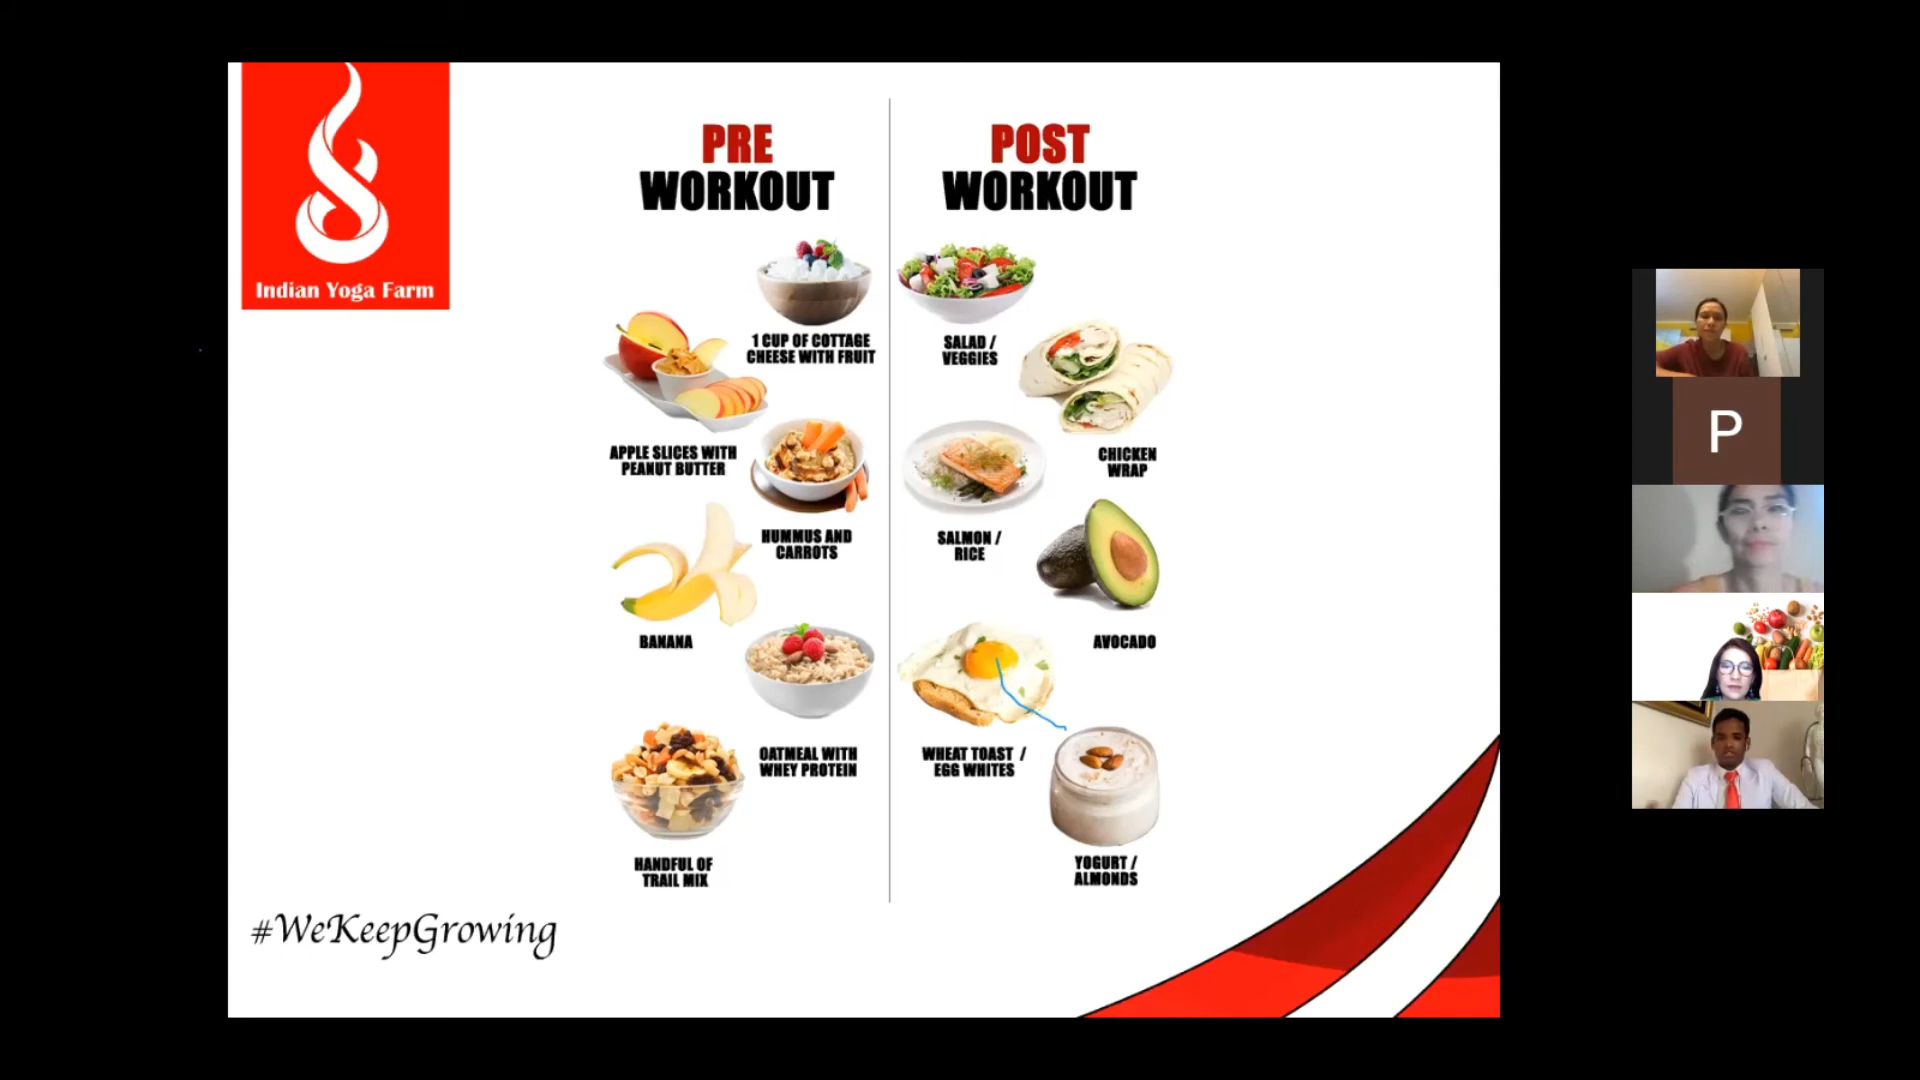 Indian Yoga Farm
PRE
WORKOUT
1 CUP OF COTTAGE
CHEESE WITH FRUIT
APPLE SLICES WITH
PEANUT BUTTER
HUMMUS AND
CARROTS
BANANA
OATMEAL WITH
WHEY PROTEIN
HANDFUL OF
TRAIL MIX
POST
WORKOUT
SALAD /
VEGGIES
CHICKEN
WRAP
SALMON /
RICE
AVOCADO
WHEAT TOAST /
EGG WHITES
YOGURT /
ALMONDS
#WeKeepGrowing
P